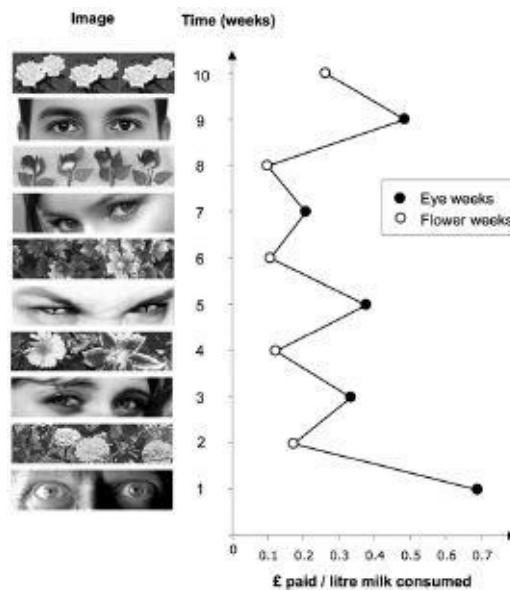 Image
Time (weeks)
10
9
8
7
6
5
4
3
2
1
Eye weeks
Flower weeks
0
0.1 0.2 0.3 0.4 0.5 0.6 0.7
£ paid / litre milk consumed